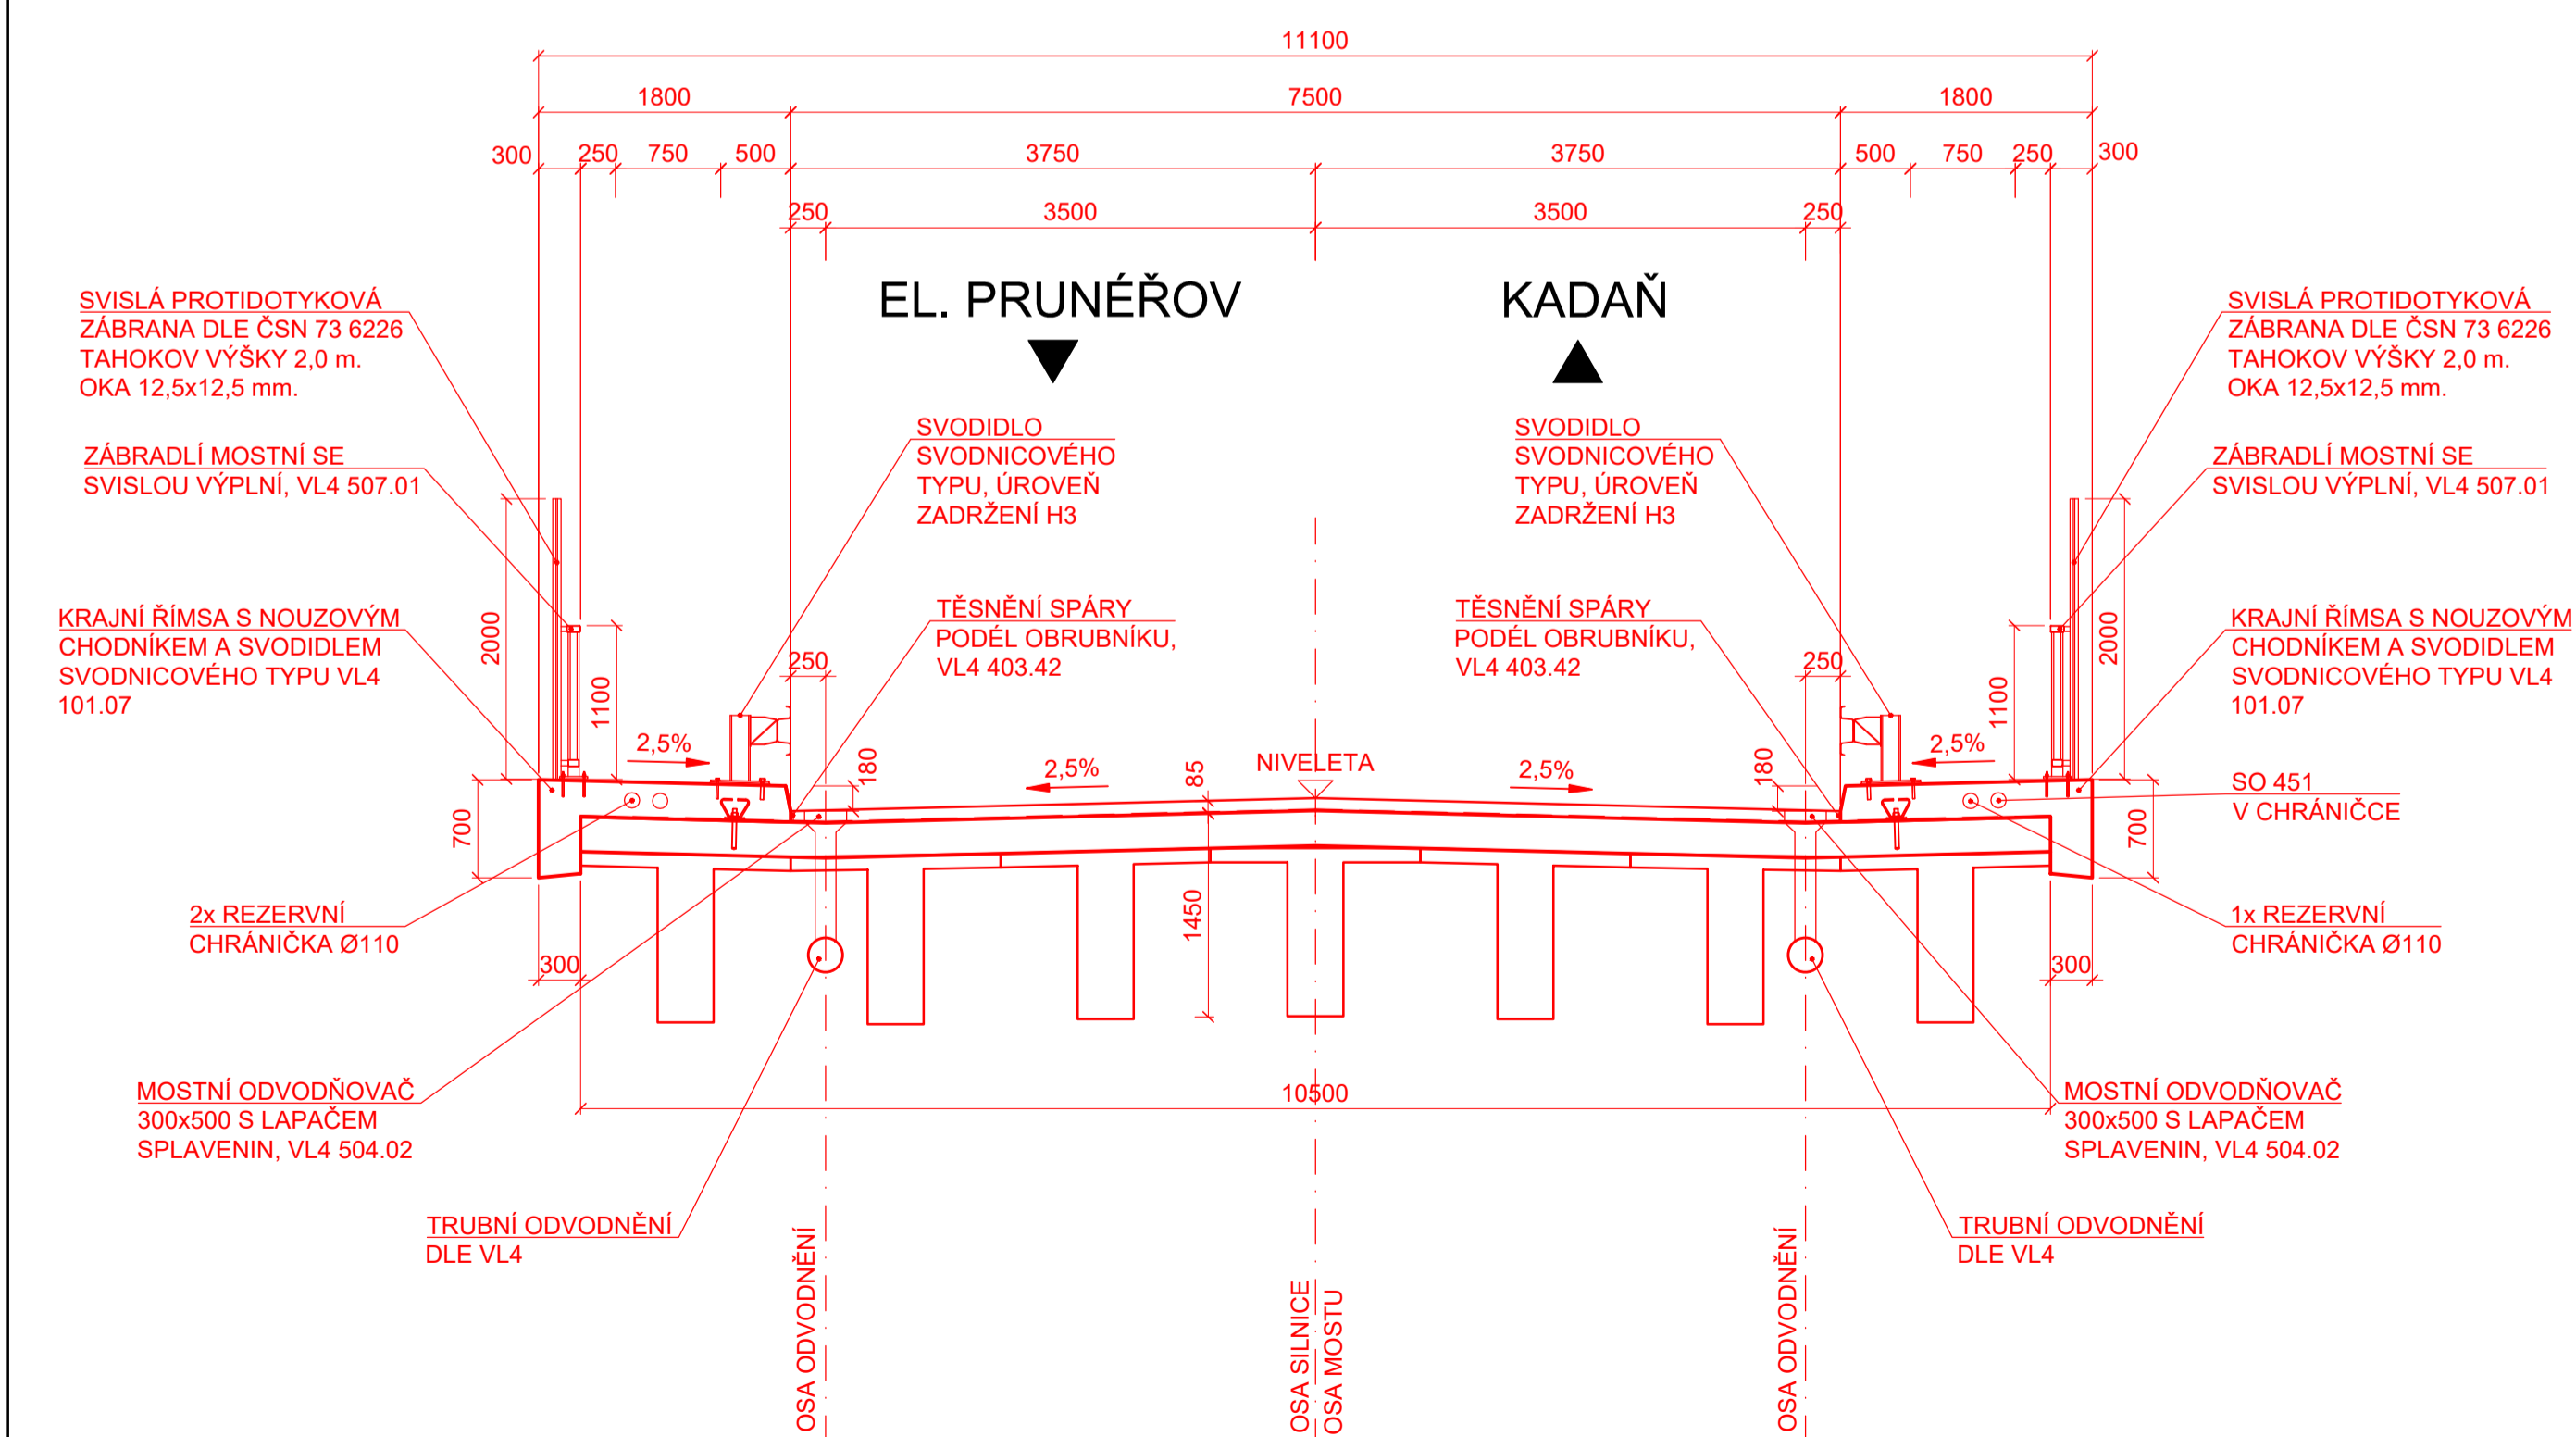 11100
1800 7500 1800
300 250 750 500 3750 3750 500 750 250 300
250 3500 3500 250
EL. PRUNÉŘOV
KADAŇ
SVISLÁ PROTIDOTYKOVÁ
ZÁBRANA DLE ČSN 73 6226
TAHOKOV VÝŠKY 2,0 m.
OKA 12,5x12,5 mm.
SVISLÁ PROTIDOTYKOVÁ
ZÁBRANA DLE ČSN 73 6226
TAHOKOV VÝŠKY 2,0 m.
OKA 12,5x12,5 mm.
ZÁBRADLÍ MOSTNÍ SE
SVISLOU VÝPLNÍ, VL4 507.01
SVODIDLO
SVODNICOVÉHO
TYPU, ÚROVEŇ
ZADRŽENÍ H3
SVODIDLO
SVODNICOVÉHO
TYPU, ÚROVEŇ
ZADRŽENÍ H3
ZÁBRADLÍ MOSTNÍ SE
SVISLOU VÝPLNÍ, VL4 507.01
KRAJNÍ ŘÍMSA S NOUZOVÝM
CHODNÍKEM A SVODIDLEM
SVODNICOVÉHO TYPU VL4
101.07
2000
1100
250
TĚSNĚNÍ SPÁRY
PODÉL OBRUBNÍKU,
VL4 403.42
TĚSNĚNÍ SPÁRY
PODÉL OBRUBNÍKU,
VL4 403.42
250
1100
2000
KRAJNÍ ŘÍMSA S NOUZOVÝM
CHODNÍKEM A SVODIDLEM
SVODNICOVÉHO TYPU VL4
101.07
2,5%
180
2,5%
85
NIVELETA
2,5%
180
2,5%
SO 451
V CHRÁNIČCE
700
700
1450
2x REZERVNÍ
CHRÁNIČKA Ø110
1x REZERVNÍ
CHRÁNIČKA Ø110
300
300
MOSTNÍ ODVODŇOVAČ
300x500 S LAPAČEM
SPLAVENIN, VL4 504.02
10500
MOSTNÍ ODVODŇOVAČ
300x500 S LAPAČEM
SPLAVENIN, VL4 504.02
TRUBNÍ ODVODNĚNÍ
DLE VL4
TRUBNÍ ODVODNĚNÍ
DLE VL4
OSA ODVODNĚNÍ
OSA SILNICE
OSA MOSTU
OSA ODVODNĚNÍ